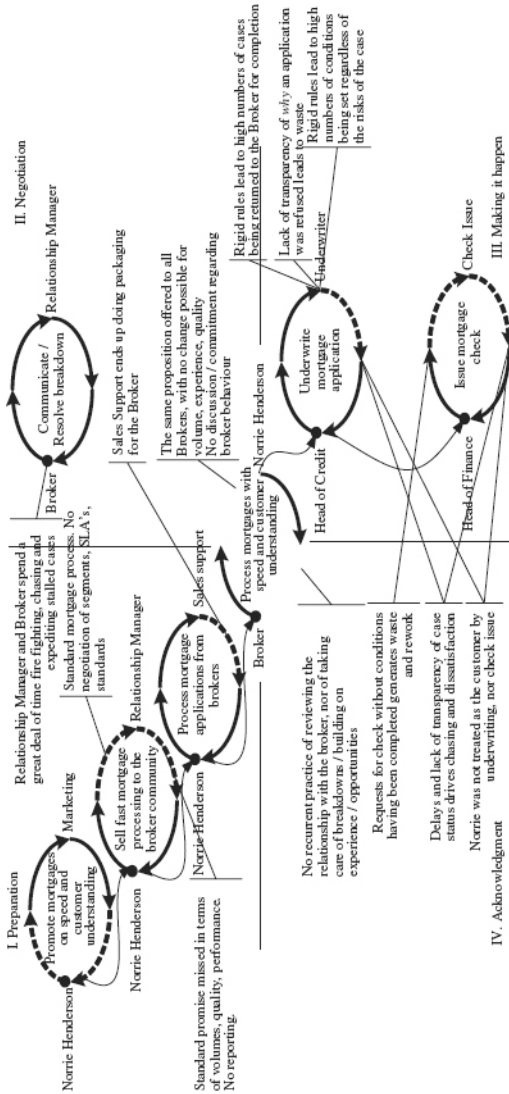 I. Preparation
Marketing
Promote mortgages
on speed and
customer
understanding
Norrie Henderson
Relationship Manager and Broker spend a
great deal of time fire fighting, chasing and
expediting stalled cases
Standard mortgage process. No
negotiation of segments, SLA's,
standards
Relationship Manager
Sell fast mortgage
processing to the
broker community
Norrie Henderson
Standard promise missed in terms
of volumes, quality, performance.
No reporting.
Sales support
Process mortgage
applications from
brokers
Norrie Henderson
II. Negotiation
Relationship Manager
Communicate /
Resolve breakdown
Broker
Sales Support ends up doing packaging
for the Broker
The same proposition offered to all
Brokers, with no change possible for
volume, experience, quality
No discussion / commitment regarding
broker behaviour
Broker
Process mortgages with
speed and customer
understanding
Norrie Henderson
No recurrent practice of reviewing the
relationship with the broker, nor of taking
care of breakdowns / building on
experience / opportunities
Requests for check without conditions
having been completed generates waste
and rework
Delays and lack of transparency of case
status drives chasing and dissatisfaction
Norrie was not treated as the customer by
underwriting, nor check issue
IV. Acknowledgment
Rigid rules lead to high numbers of cases
being returned to the Broker for completion
Lack of transparency of why an application
was refused leads to waste
Rigid rules lead to high
numbers of conditions
being set regardless of
the risks of the case
Underwriter
Underwrite
mortgage
application
Head of Credit
Check Issue
Issue mortgage
check
Head of Finance
III. Making it happen